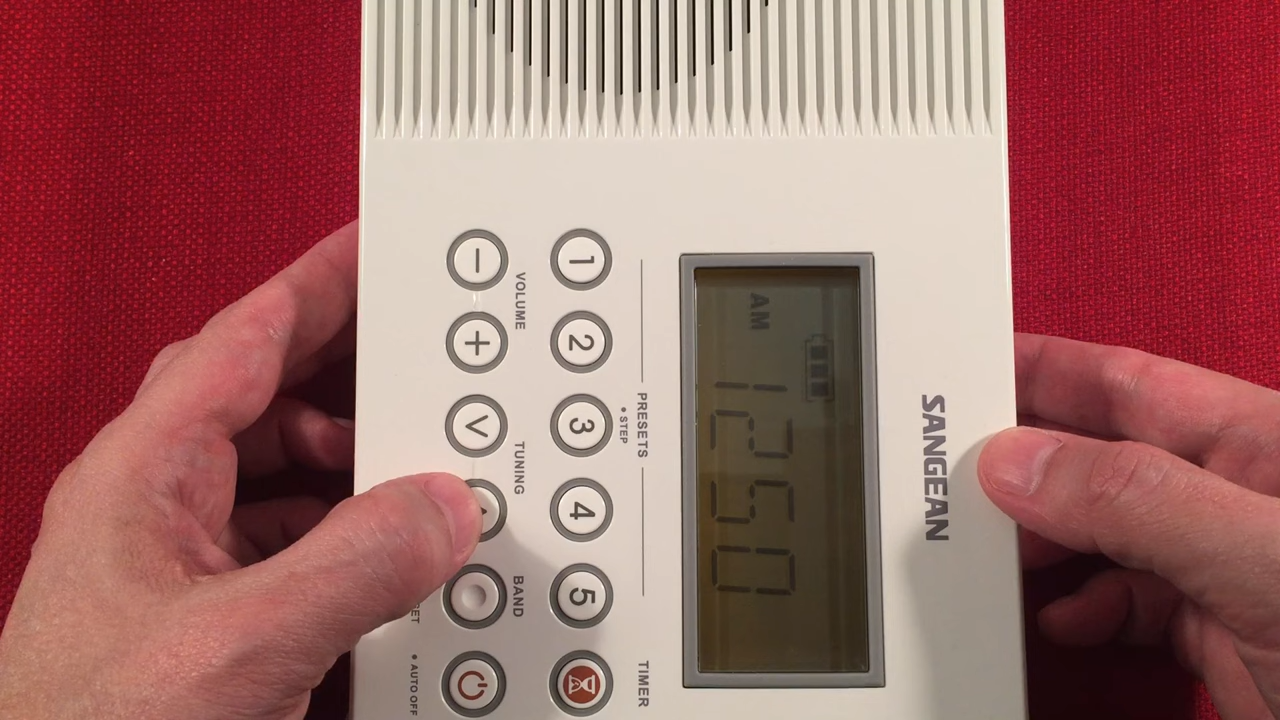 SANGEAN
AM
1250
PRESETS
• STEP
TIMER
1
2
3
4
5
VOLUME
TUNING
BAND
− + V
• AUTO OFF